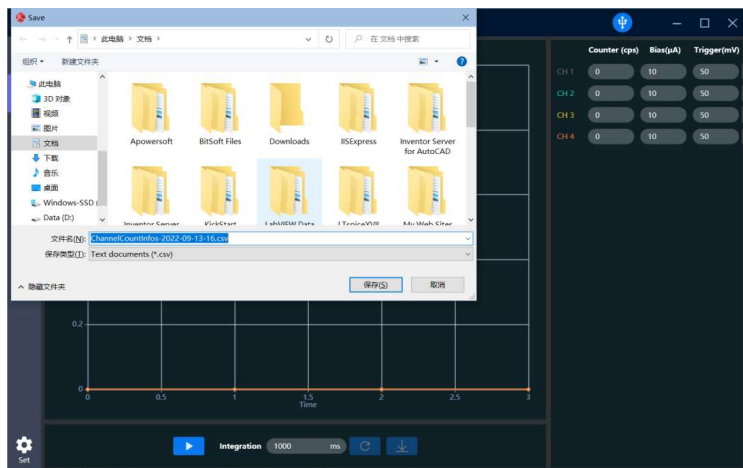 Save
此电脑 > 文档 >
在 文档 中搜索
组织 新建文件夹
此电脑
3D 对象
视频
图片
文档
下载
音乐
桌面
Windows-SSD (
Data (D:)
Apowersoft
BitSoft Files
Downloads
IISExpress
Inventor Server for AutoCAD
Inventor Server
KickStart
LabVIEW Data
LTspiceXVII
My Web Sites
文件名(N): ChannelCountInfos-2022-09-13-16.csv
保存类型(T): Text documents (*.csv)
隐藏文件夹
保存(S) 取消
Counter (cps) Bias(μA) Trigger(mV)
CH 1 0 10 50
CH 2 0 10 50
CH 3 0 10 50
CH 4 0 10 50
0.2
0
0 0.5 1 1.5 2 2.5 3
Time
Integration 1000 ms
Set